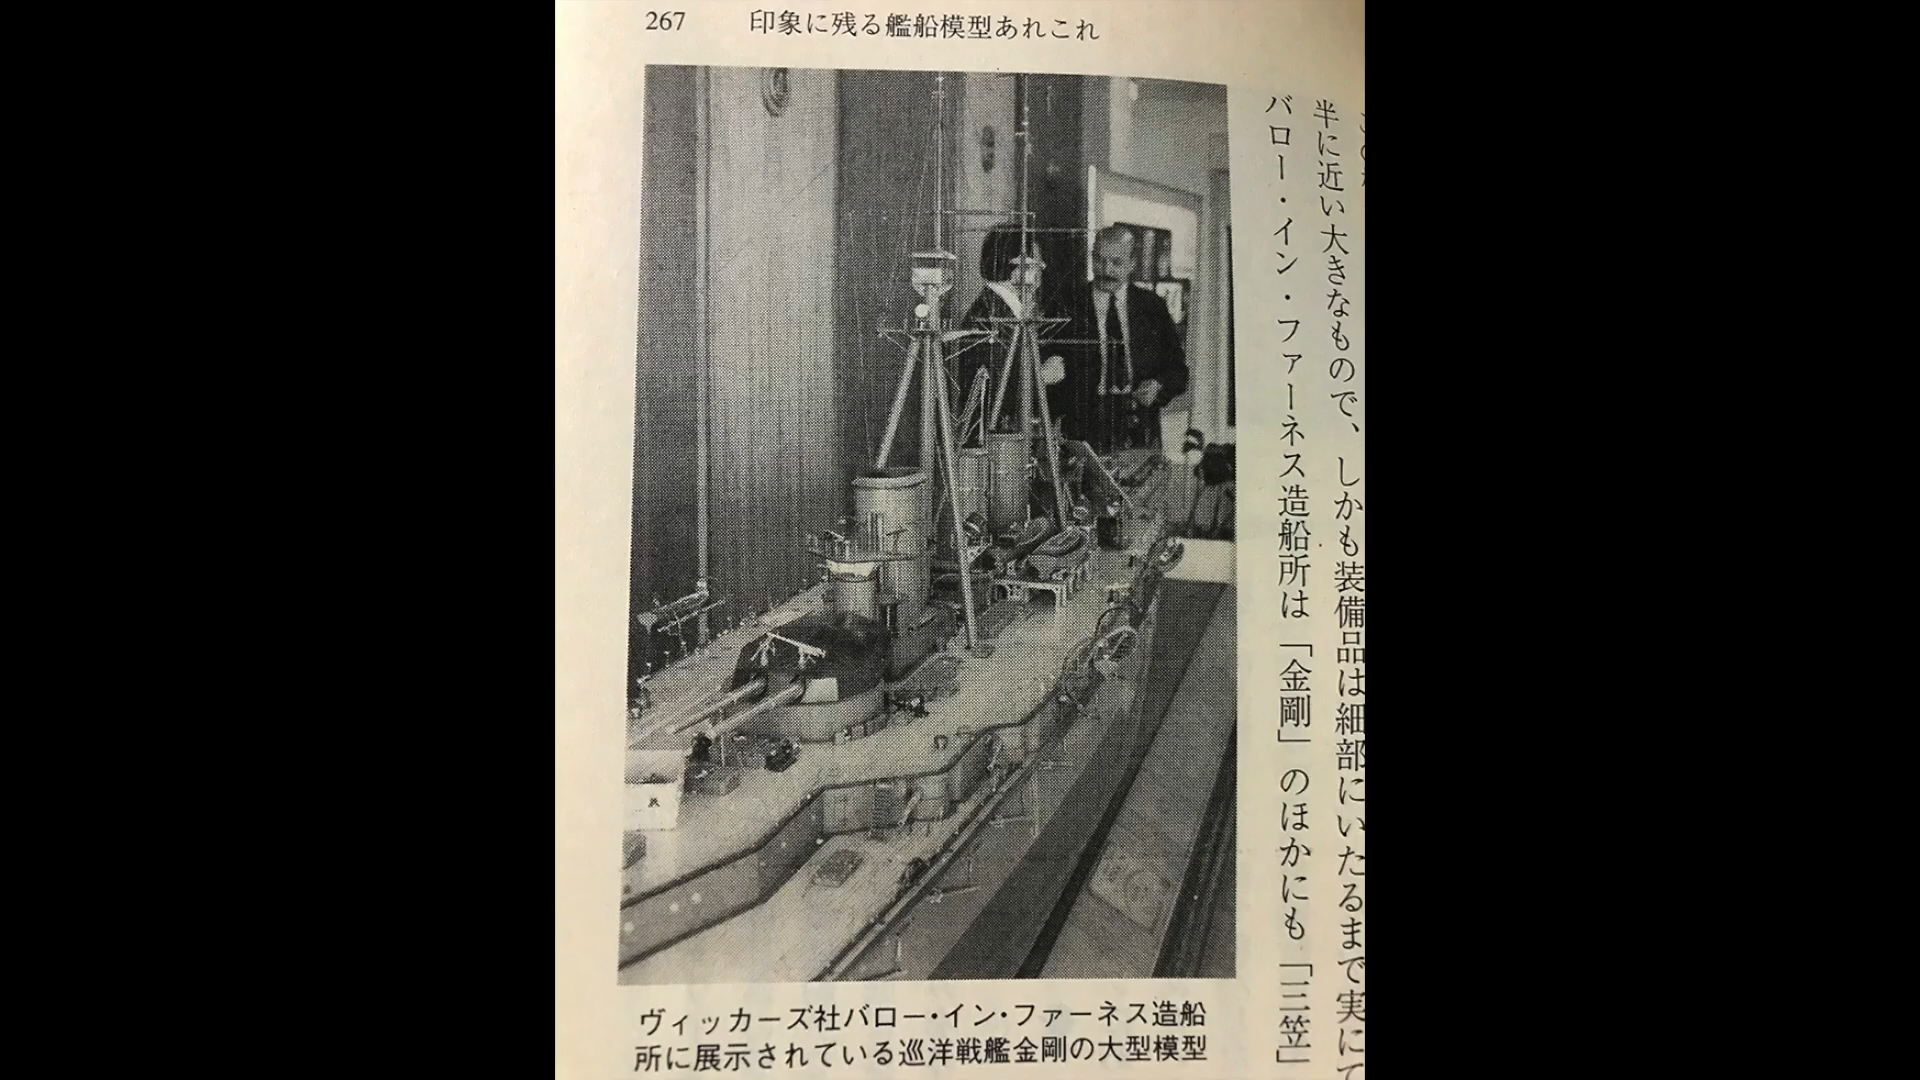 267 印象に残る艦船模型あれこれ
半に近い大きなもので、しかも装備品は細部にいたるまで実に
バロー・イン・ファーネス造船所は「金剛」のほかにも「三笠」
ヴィッカーズ社バロー・イン・ファーネス造船
所に展示されている巡洋戦艦金剛の大型模型